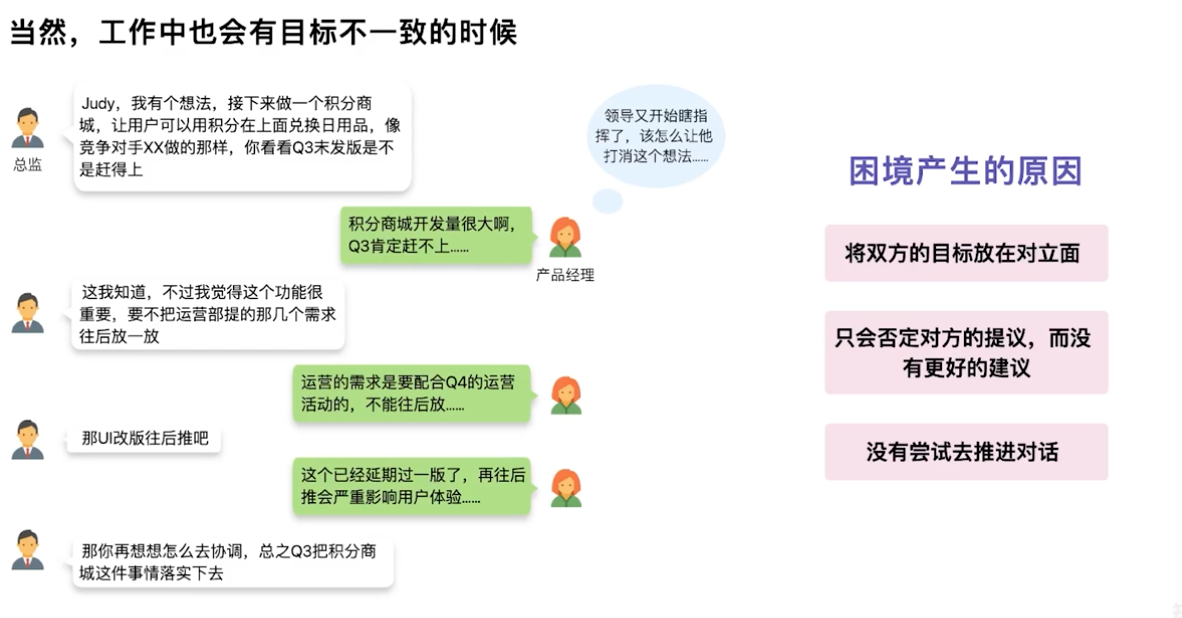 当然，工作中也会有目标不一致的时候
Judy，我有个想法，接下来做一个积分商
城，让用户可以用积分在上面兑换日用品，像
竞争对手XX做的那样，你看看Q3末发版是不
是赶得上
总监
领导又开始瞎指
挥了，该怎么让他
打消这个想法……
积分商城开发量很大啊，
Q3肯定赶不上……
产品经理
这我知道，不过我觉得这个功能很
重要，要不把运营部提的那几个需求
往后放一放
运营的需求是要配合Q4的运营
活动的，不能往后放……
那UI改版往后推吧
这个已经延期过一版了，再往后
推会严重影响用户体验……
那你再想想怎么去协调，总之Q3把积分商
城这件事情落实下去
困境产生的原因
将双方的目标放在对立面
只会否定对方的提议，而没
有更好的建议
没有尝试去推进对话